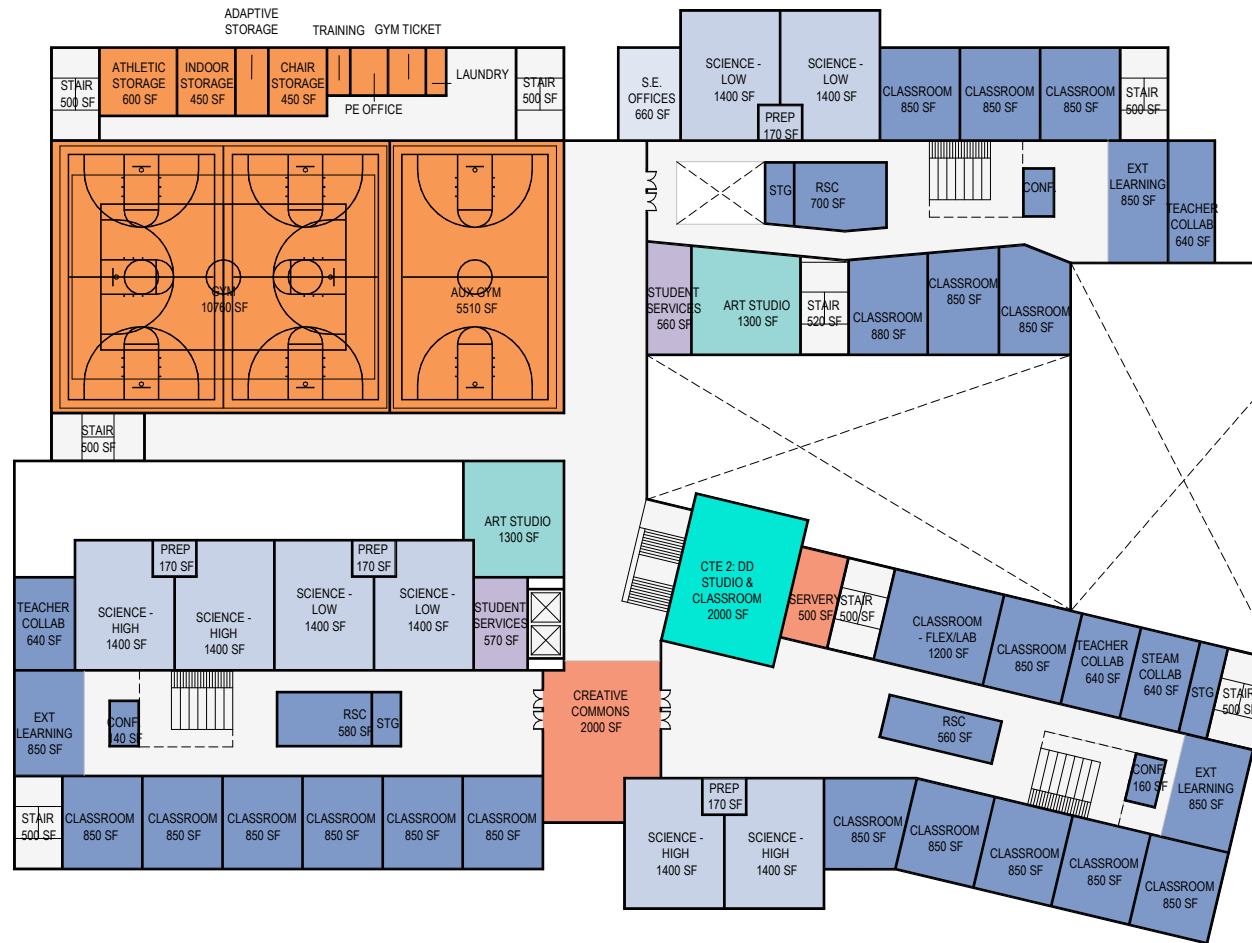 ADAPTIVE
STORAGE
TRAINING
GYM TICKET
LAUNDRY
PE OFFICE
STAIR
500 SF
ATHLETIC
STORAGE
600 SF
INDOOR
STORAGE
450 SF
CHAIR
STORAGE
450 SF
STAIR
500 SF
GYM
10760 SF
AUX GYM
5510 SF
STAIR
500 SF
S.E.
OFFICES
660 SF
SCIENCE -
LOW
1400 SF
SCIENCE -
LOW
1400 SF
PREP
170 SF
CLASSROOM
850 SF
CLASSROOM
850 SF
CLASSROOM
850 SF
STAIR
500 SF
STG
RSC
700 SF
CONF.
EXT
LEARNING
850 SF
TEACHER
COLLAB
640 SF
STUDENT
SERVICES
560 SF
ART STUDIO
1300 SF
STAIR
520 SF
CLASSROOM
880 SF
CLASSROOM
850 SF
CLASSROOM
850 SF
ART STUDIO
1300 SF
PREP
170 SF
PREP
170 SF
TEACHER
COLLAB
640 SF
SCIENCE -
HIGH
1400 SF
SCIENCE -
HIGH
1400 SF
SCIENCE -
LOW
1400 SF
SCIENCE -
LOW
1400 SF
STUDENT
SERVICES
570 SF
CTE 2: DD
STUDIO &
CLASSROOM
2000 SF
SERVERY
500 SF
STAIR
500 SF
CLASSROOM
- FLEX/LAB
1200 SF
CLASSROOM
850 SF
TEACHER
COLLAB
640 SF
STEAM
COLLAB
640 SF
STG
STAIR
500 SF
EXT
LEARNING
850 SF
CONF.
140 SF
RSC
580 SF
STG
CREATIVE
COMMONS
2000 SF
RSC
560 SF
CONF.
160 SF
EXT
LEARNING
850 SF
STAIR
500 SF
CLASSROOM
850 SF
CLASSROOM
850 SF
CLASSROOM
850 SF
CLASSROOM
850 SF
CLASSROOM
850 SF
CLASSROOM
850 SF
PREP
170 SF
SCIENCE -
HIGH
1400 SF
SCIENCE -
HIGH
1400 SF
CLASSROOM
850 SF
CLASSROOM
850 SF
CLASSROOM
850 SF
CLASSROOM
850 SF
CLASSROOM
850 SF